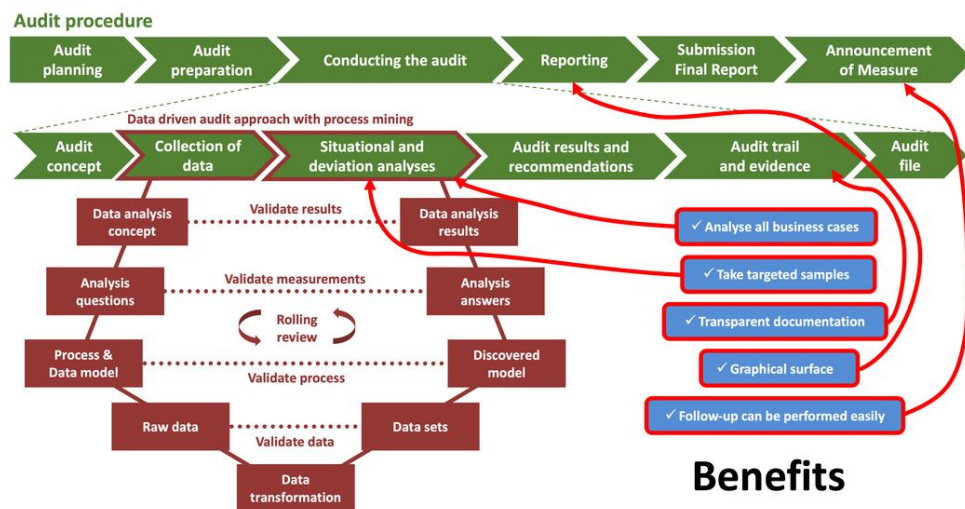 Audit procedure
Audit
planning
Audit
preparation
Conducting the audit
Reporting
Submission
Final Report
Announcement
of Measure
Data driven audit approach with process mining
Audit
concept
Collection of
data
Situational
and deviation analyses
Audit results and
recommendations
Audit trail
and evidence
Audit
file
Data analysis
concept
Validate results
Data analysis
results
✓ Analyse all business cases
Analysis
questions
Validate measurements
Analysis
answers
✓ Take targeted samples
Rolling
review
✓ Transparent documentation
Process &
Data model
Validate process
Discovered
model
✓ Graphical surface
Raw data
Validate data
Data sets
✓ Follow-up can be performed easily
Data
transformation
Benefits